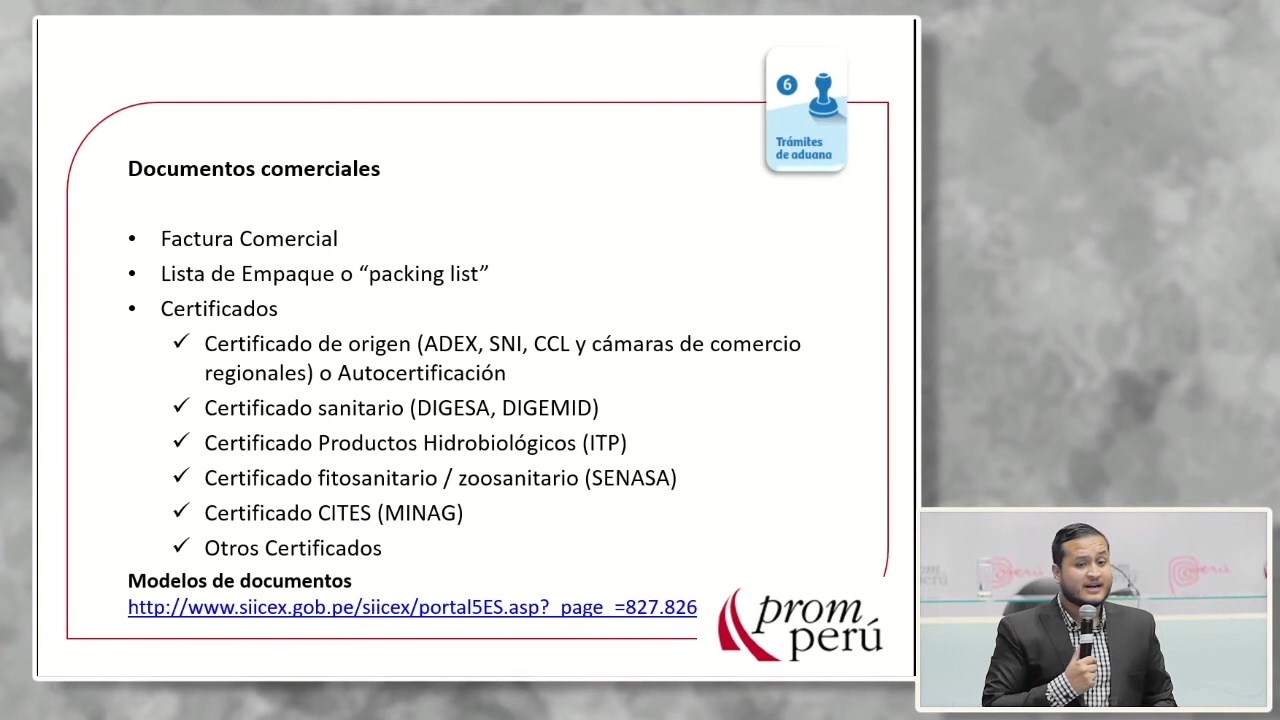 6
Trámites
de aduana
Documentos comerciales
• Factura Comercial
• Lista de Empaque o “packing list”
• Certificados
✓ Certificado de origen (ADEX, SNI, CCL y cámaras de comercio
regionales) o Autocertificación
✓ Certificado sanitario (DIGESA, DIGEMID)
✓ Certificado Productos Hidrobiológicos (ITP)
✓ Certificado fitosanitario / zoosanitario (SENASA)
✓ Certificado CITES (MINAG)
✓ Otros Certificados
Modelos de documentos
http://www.siicex.gob.pe/siicex/portal5ES.asp?_page_=827.826
prom
perú